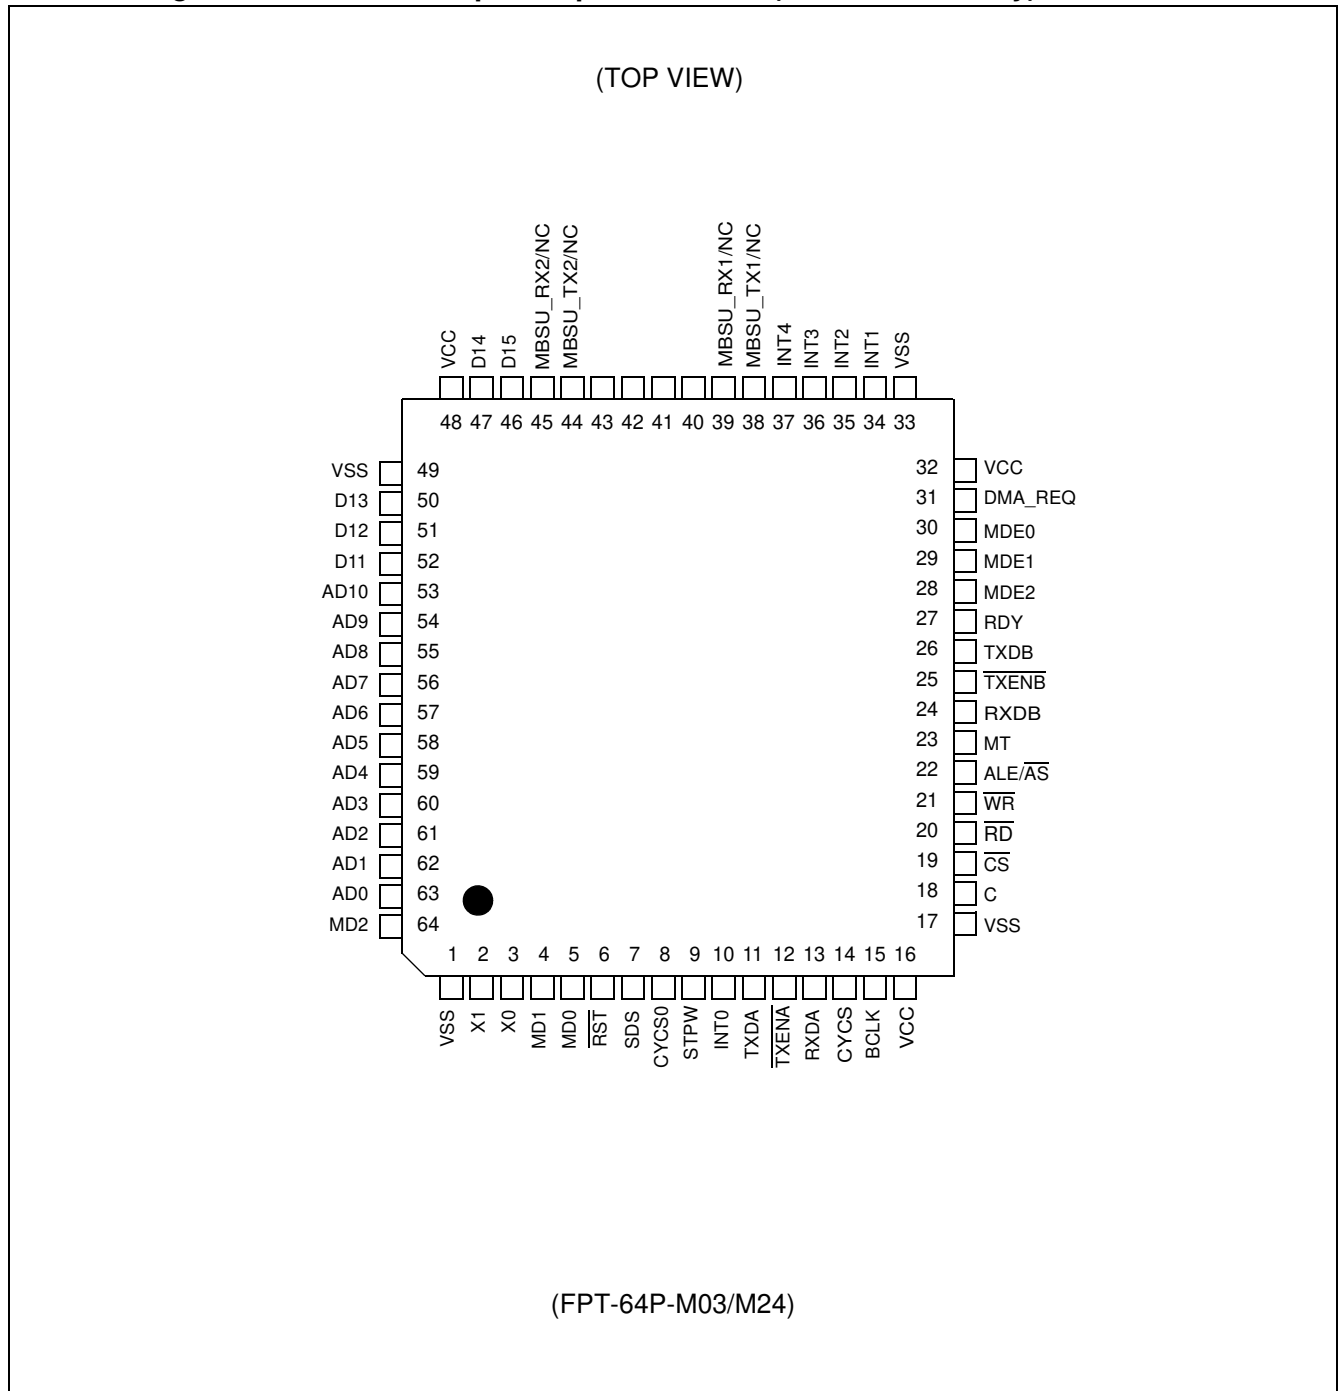 (TOP VIEW)
VCC
D14
D15
MBSU_RX2/NC
MBSU_TX2/NC
MBSU_RX1/NC
MBSU_TX1/NC
INT4
INT3
INT2
INT1
VSS
48 47 46 45 44 43 42 41 40 39 38 37 36 35 34 33
VSS 49
D13 50
D12 51
D11 52
AD10 53
AD9 54
AD8 55
AD7 56
AD6 57
AD5 58
AD4 59
AD3 60
AD2 61
AD1 62
AD0 63
MD2 64
32 VCC
31 DMA_REQ
30 MDE0
29 MDE1
28 MDE2
27 RDY
26 TXDB
25 TXENB
24 RXDB
23 MT
22 ALE/AS
21 WR
20 RD
19 CS
18 C
17 VSS
1 2 3 4 5 6 7 8 9 10 11 12 13 14 15 16
VSS
X1
X0
MD1
MD0
RST
SDS
CYCS0
STPW
INT0
TXDA
TXENA
RXDA
CYCS
BCLK
VCC
(FPT-64P-M03/M24)